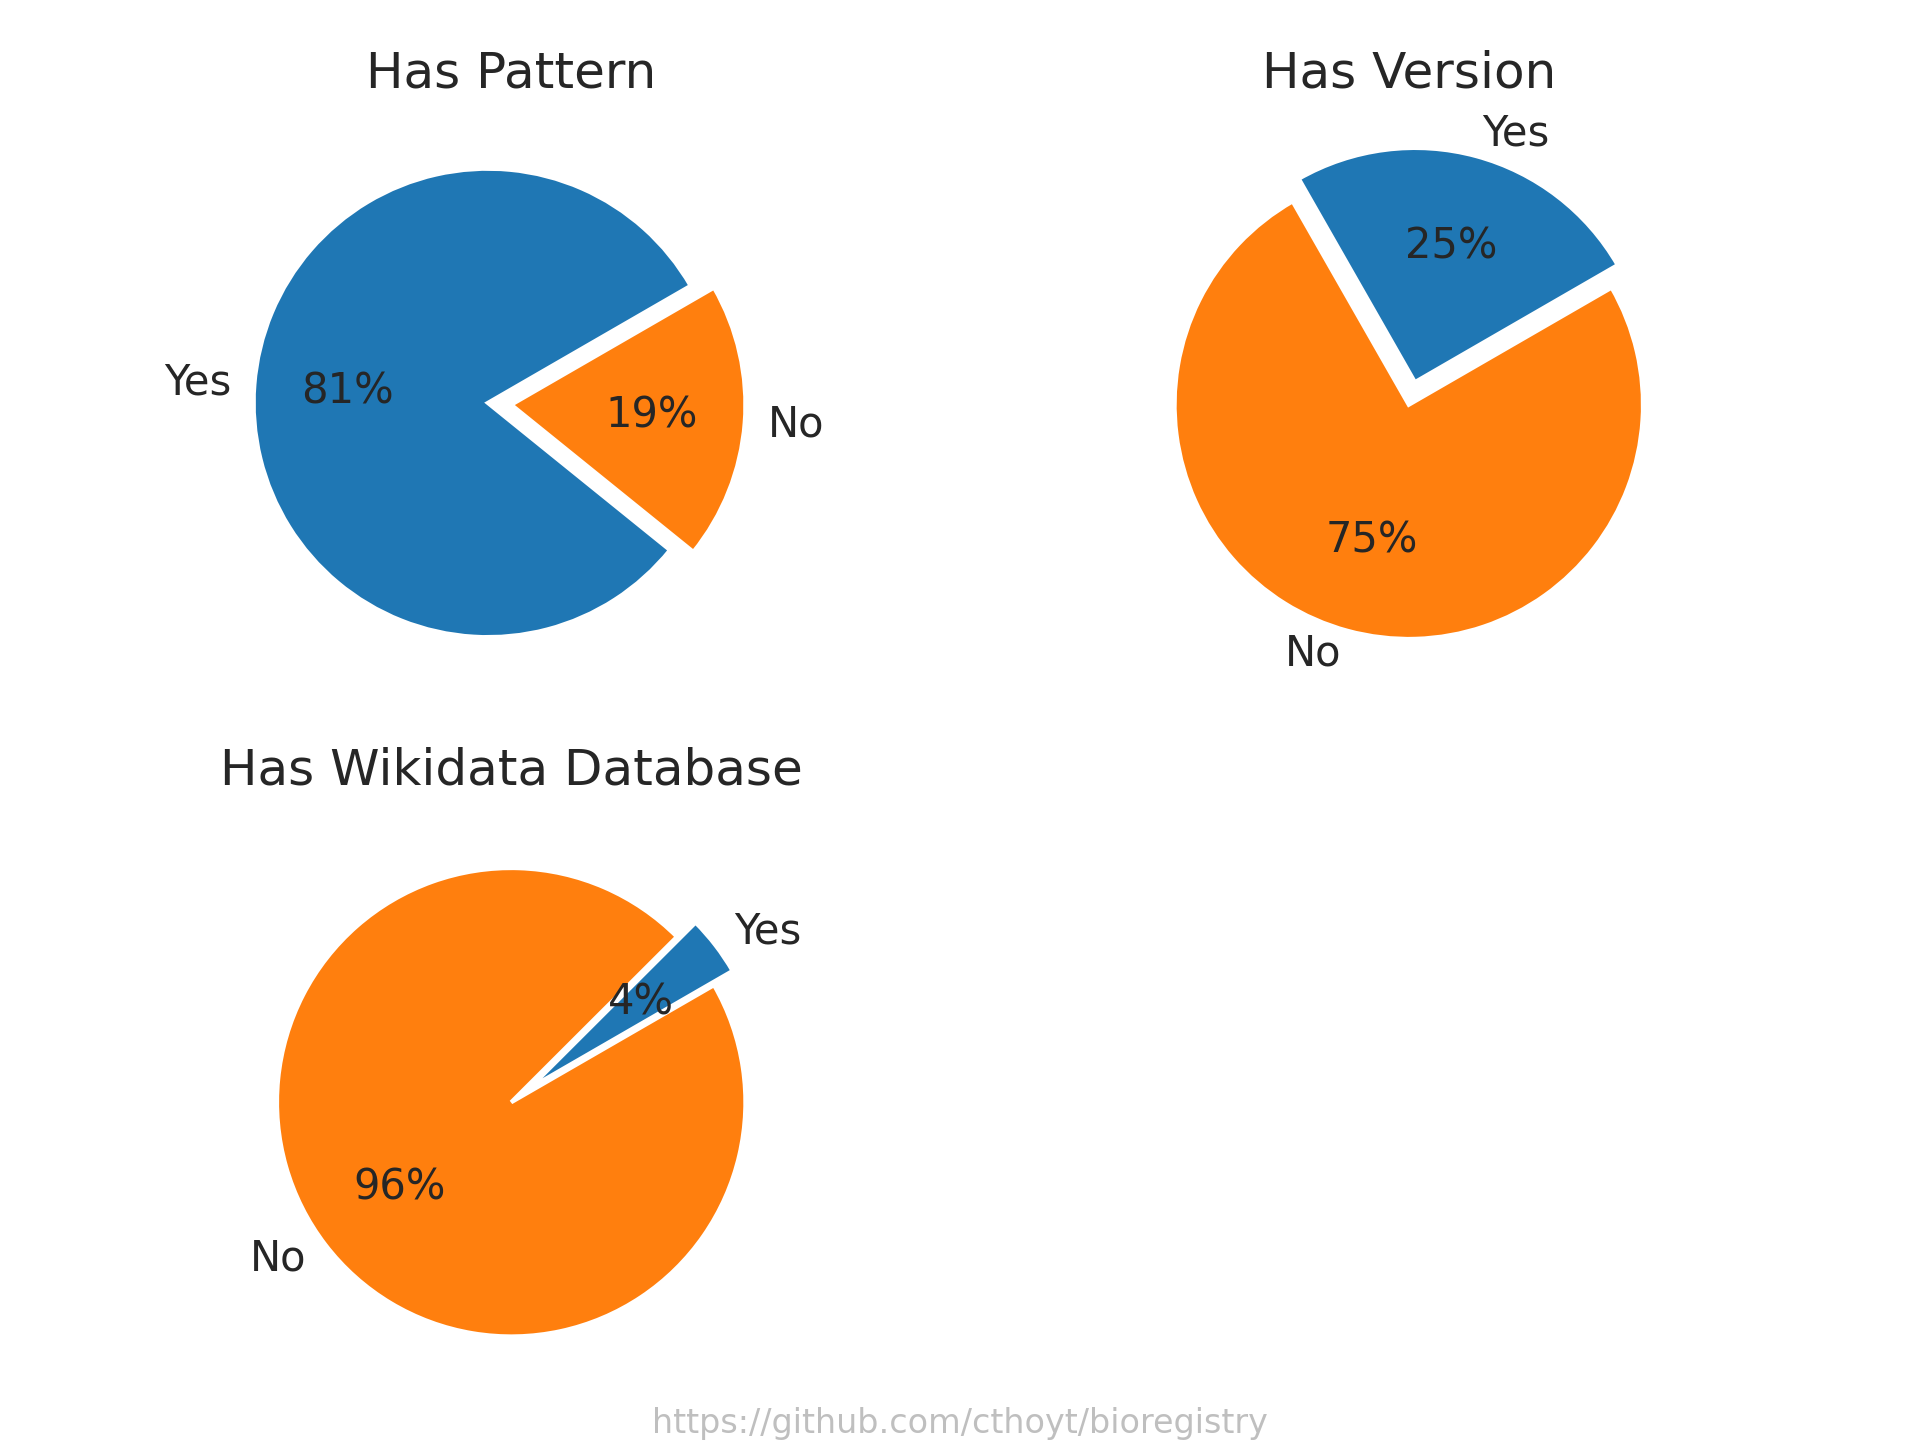 Has Pattern
Yes
81%
19%
No
Has Version
Yes
25%
75%
No
Has Wikidata Database
Yes
4%
96%
No
https://github.com/cthoyt/bioregistry